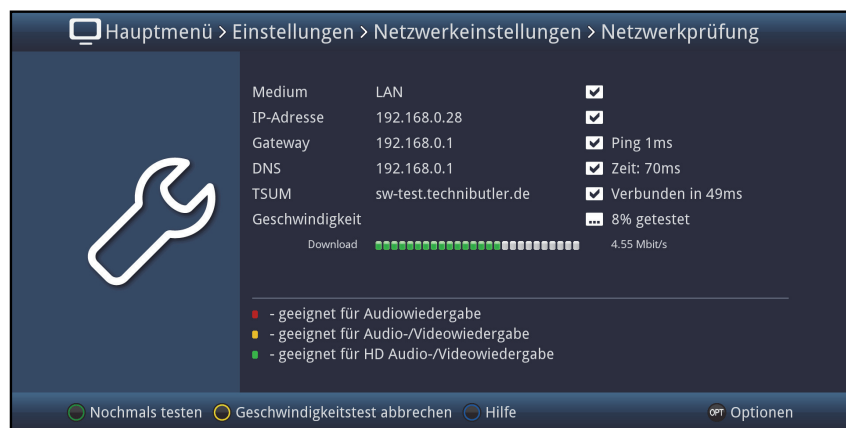 Hauptmenü > Einstellungen > Netzwerkeinstellungen > Netzwerkprüfung
Medium LAN
IP-Adresse 192.168.0.28
Gateway 192.168.0.1 Ping 1ms
DNS 192.168.0.1 Zeit: 70ms
TSUM sw-test.technibutler.de Verbunden in 49ms
Geschwindigkeit ... 8% getestet
Download 4.55 Mbit/s
- geeignet für Audiowiedergabe
- geeignet für Audio-/Videowiedergabe
- geeignet für HD Audio-/Videowiedergabe
Nochmals testen Geschwindigkeitstest abbrechen Hilfe OPT Optionen